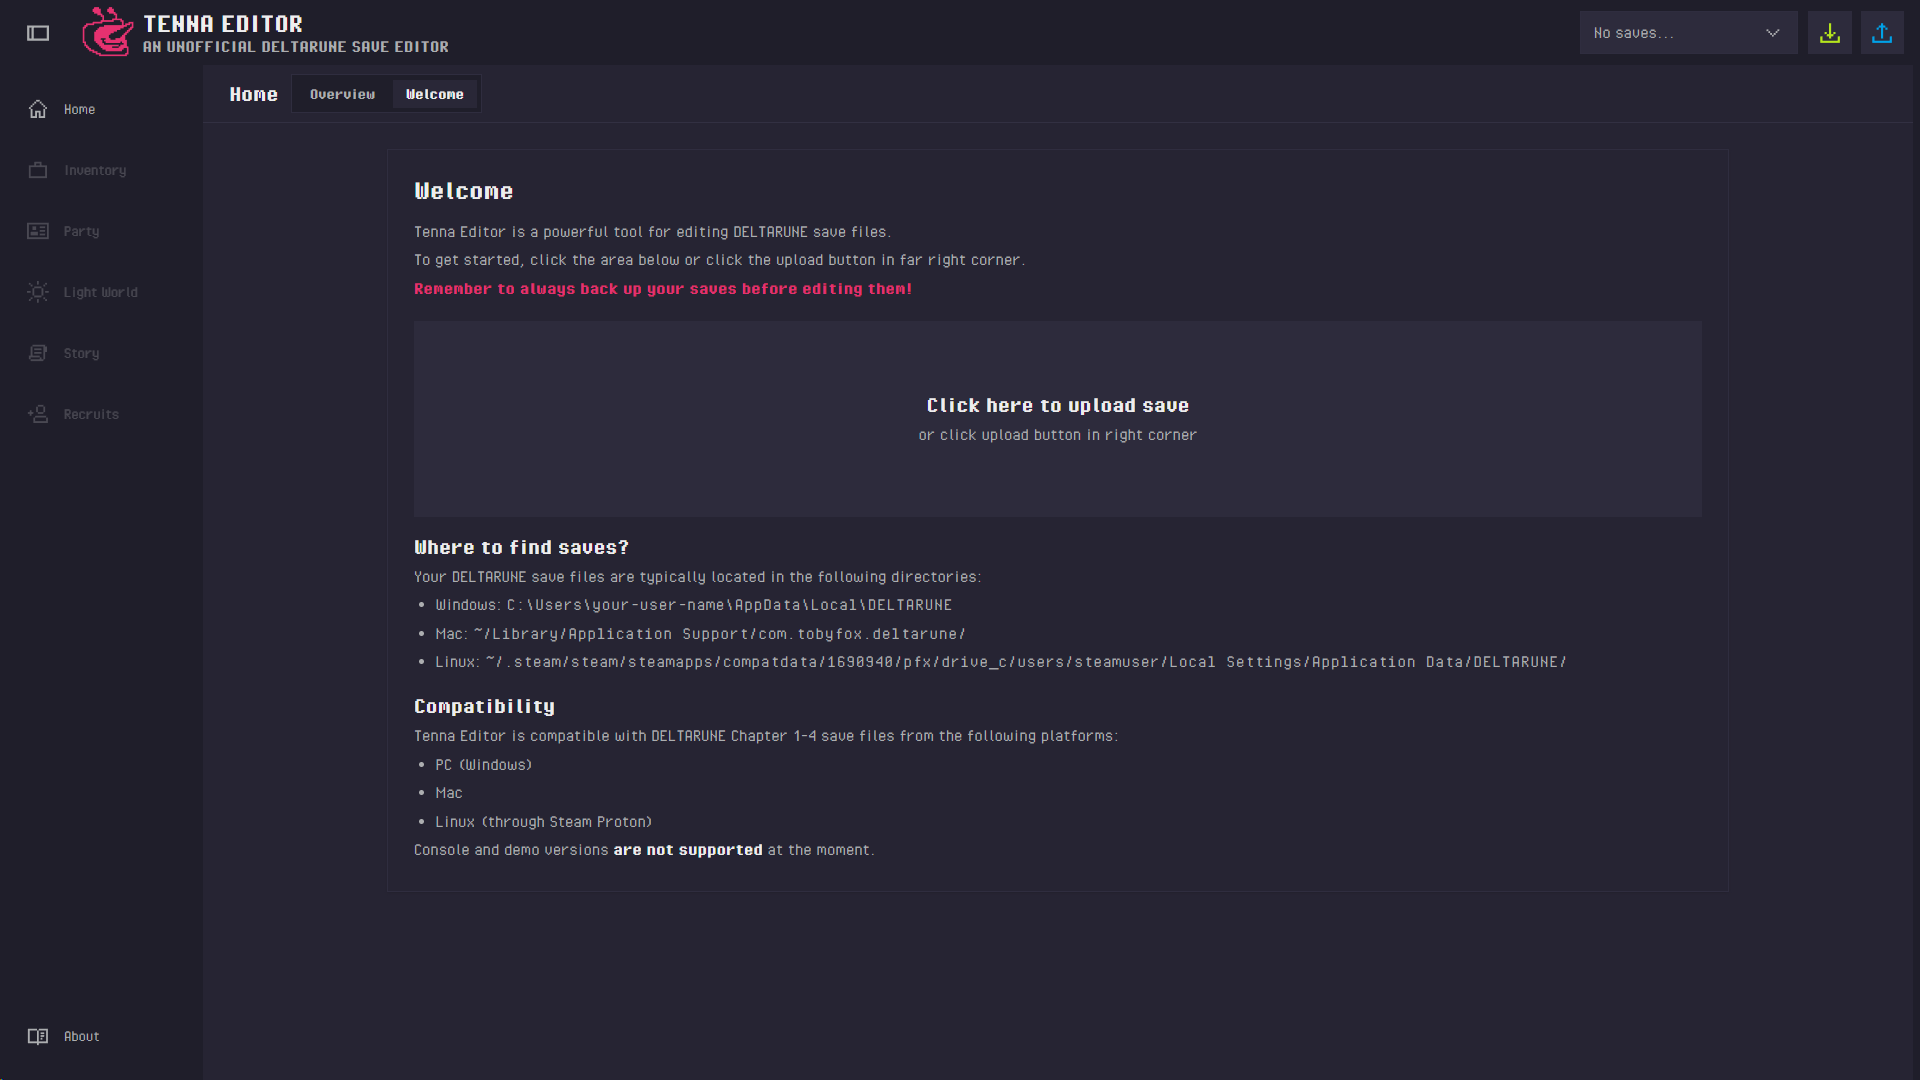 TENNA EDITOR
AN UNOFFICIAL DELTARUNE SAVE EDITOR
No saves...
Home
Inventory
Party
Light World
Story
Recruits
About
Home
Overview
Welcome
Welcome
Tenna Editor is a powerful tool for editing DELTARUNE save files.
To get started, click the area below or click the upload button in far right corner.
Remember to always back up your saves before editing them!
Click here to upload save
or click upload button in right corner
Where to find saves?
Your DELTARUNE save files are typically located in the following directories:
• Windows: C:\Users\your-user-name\AppData\Local\DELTARUNE
• Mac: ~/Library/Application Support/com.tobyfox.deltarune/
• Linux: ~/.steam/steam/steamapps/compatdata/1690940/pfx/drive_c/users/steamuser/Local Settings/Application Data/DELTARUNE/
Compatibility
Tenna Editor is compatible with DELTARUNE Chapter 1-4 save files from the following platforms:
• PC (Windows)
• Mac
• Linux (through Steam Proton)
Console and demo versions are not supported at the moment.